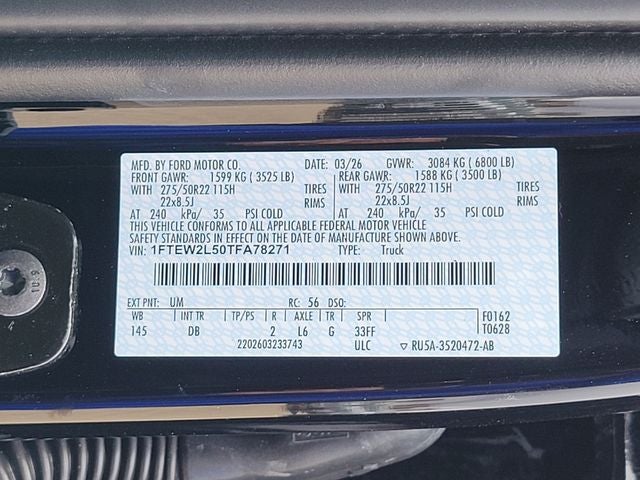 MFD. BY FORD MOTOR CO. DATE: 03/26 GVWR: 3084 KG ( 6800 LB)
FRONT GAWR: 1599 KG ( 3525 LB) REAR GAWR: 1588 KG ( 3500 LB)
WITH 275/50R22 115H TIRES WITH 275/50R22 115H TIRES
22x8.5J RIMS 22x8.5J RIMS
AT 240 kPa/ 35 PSI COLD AT 240 kPa/ 35 PSI COLD
THIS VEHICLE CONFORMS TO ALL APPLICABLE FEDERAL MOTOR VEHICLE
SAFETY STANDARDS IN EFFECT ON THE DATE OF MANUFACTURE SHOWN ABOVE.
VIN: 1FTEW2L50TFA78271 TYPE: Truck
EXT PNT: UM RC: 56 DSO:
WB INT TR TP/PS R AXLE TR SPR F0162
145 DB 2 L6 G 33FF T0628
2202603233743 ULC ▽ RU5A-3520472-AB
10.9